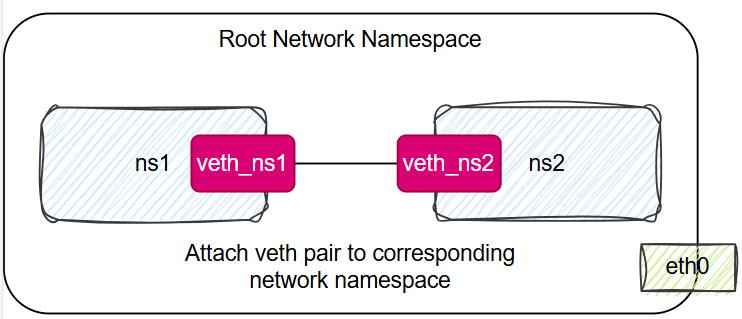 Root Network Namespace
ns1
veth_ns1
veth_ns2
ns2
Attach veth pair to corresponding
network namespace
eth0